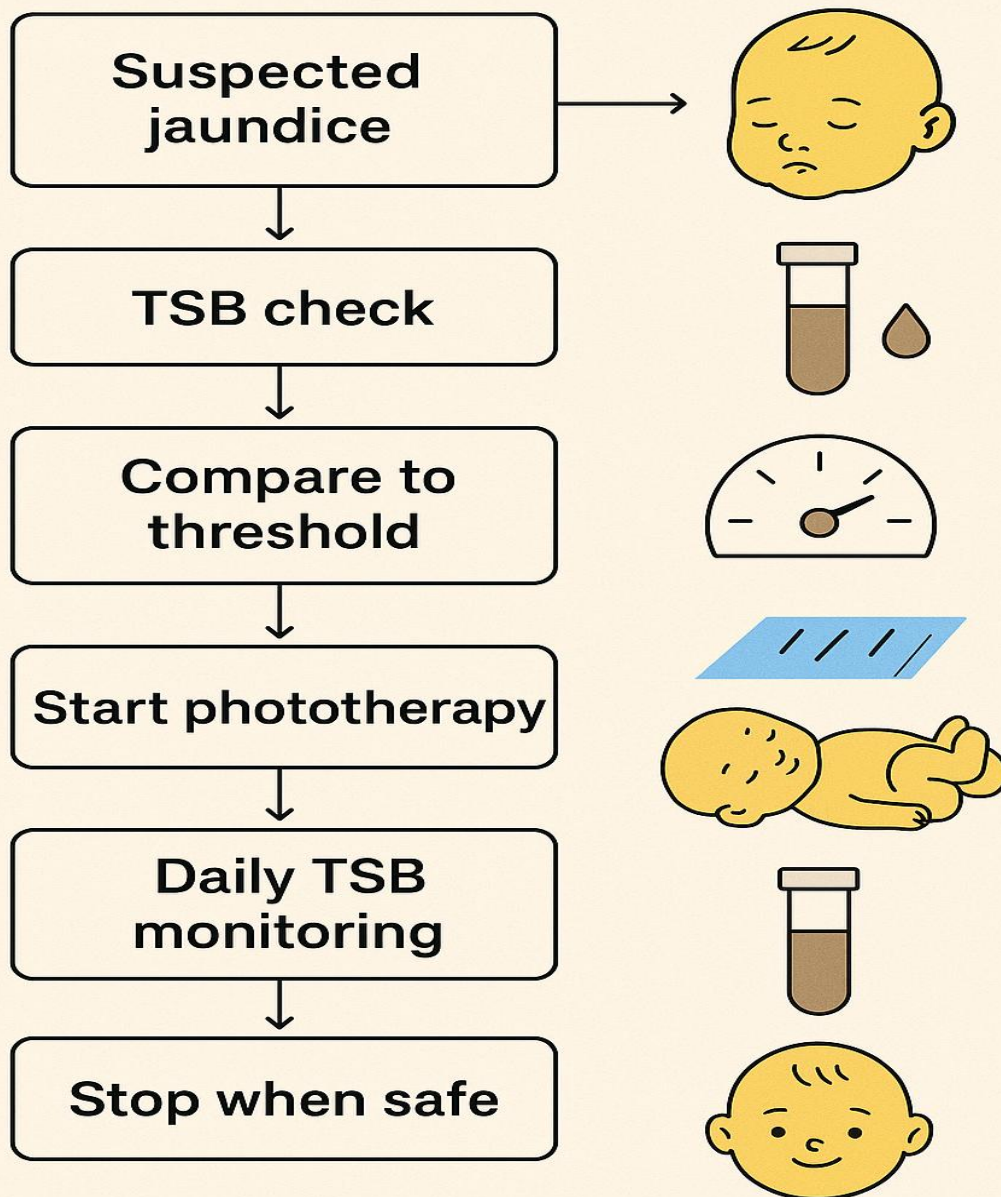 Suspected
jaundice
TSB check
Compare to
threshold
Start phototherapy
Daily TSB
monitoring
Stop when safe